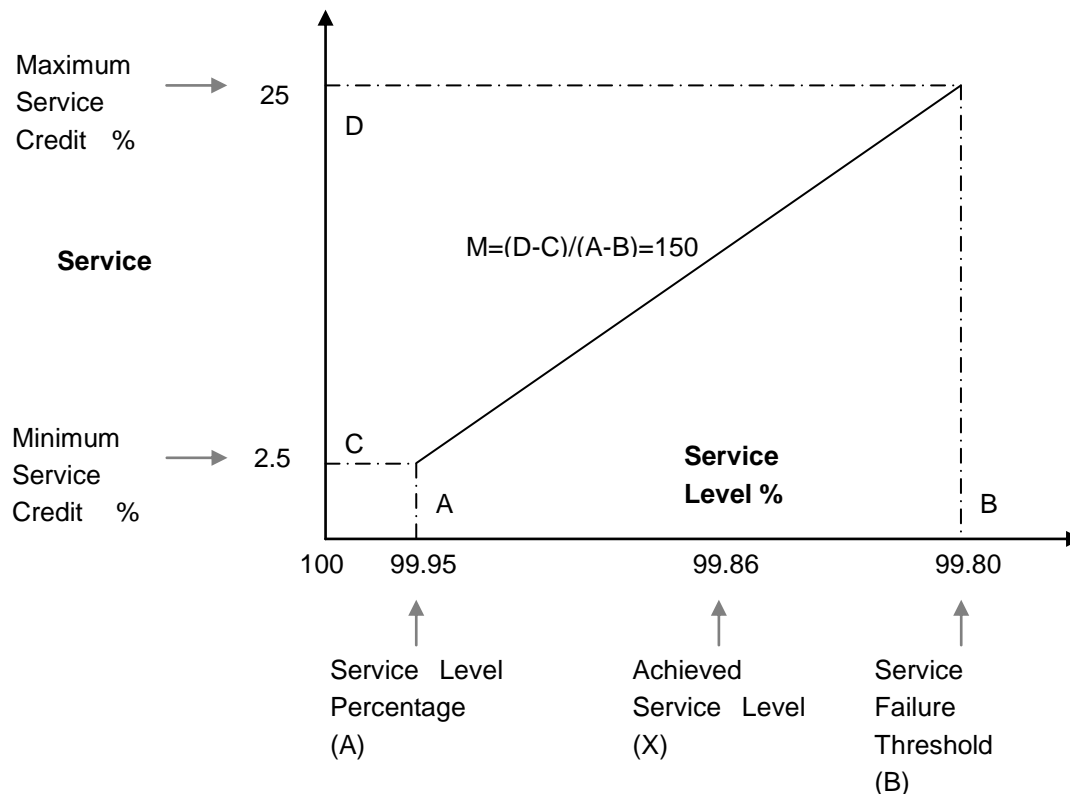 Maximum
Service
Credit %
25
D
M=(D-C)/(A-B)=150
Service
Minimum
Service
Credit %
2.5
C
Service
Level %
A
B
100
99.95
99.86
99.80
Service Level
Percentage
(A)
Achieved
Service Level
(X)
Service
Failure
Threshold
(B)